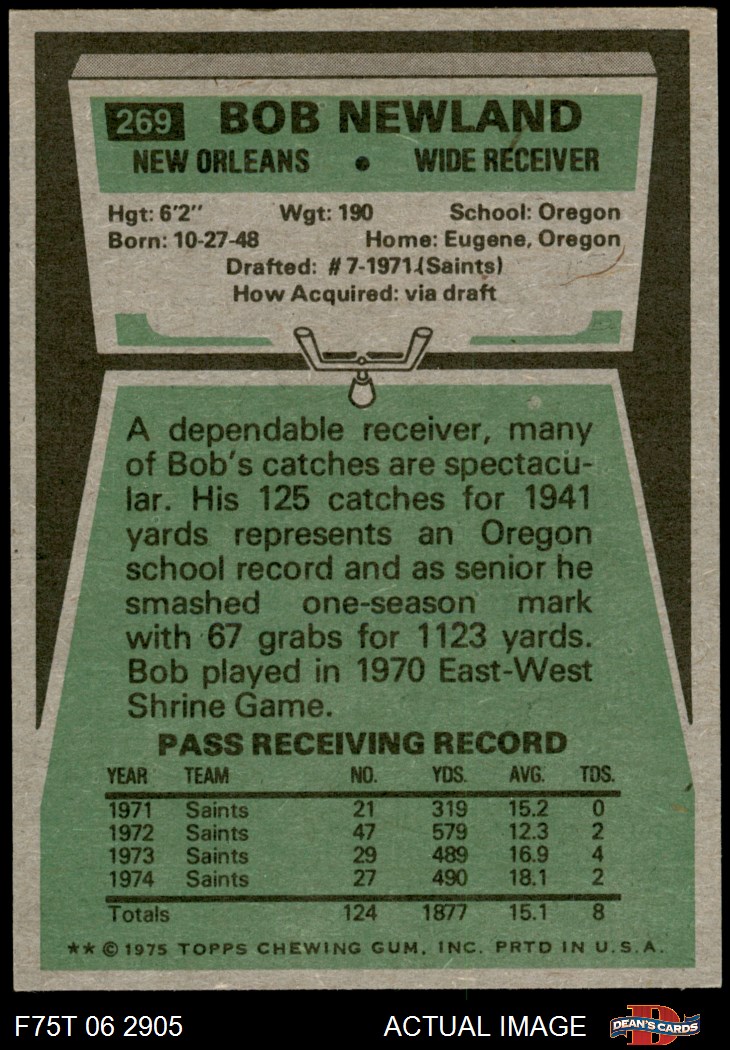 269 BOB NEWLAND
NEW ORLEANS • WIDE RECEIVER
Hgt: 6'2" Wgt: 190 School: Oregon
Born: 10-27-48 Home: Eugene, Oregon
Drafted: #7-1971 (Saints)
How Acquired: via draft
A dependable receiver, many
of Bob's catches are spectacu-
lar. His 125 catches for 1941
yards represents an Oregon
school record and as senior he
smashed one-season mark
with 67 grabs for 1123 yards.
Bob played in 1970 East-West
Shrine Game.
PASS RECEIVING RECORD
YEAR TEAM NO. YDS. AVG. TDS.
1971 Saints 21 319 15.2 0
1972 Saints 47 579 12.3 2
1973 Saints 29 489 16.9 4
1974 Saints 27 490 18.1 2
Totals 124 1877 15.1 8
** © 1975 TOPPS CHEWING GUM, INC. PRTD IN U.S.A.
F75T 06 2905 ACTUAL IMAGE D DEAN'S CARDS